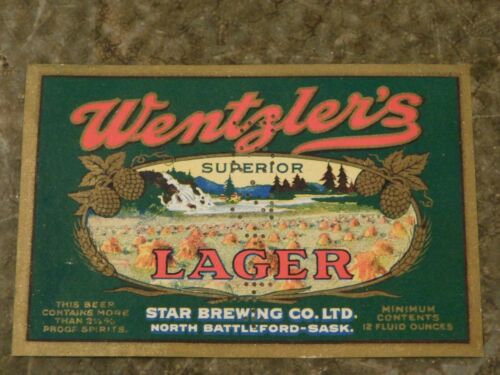 Wentzler's
SUPERIOR
LAGER
THIS BEER
CONTAINS MORE
THAN 2½%
PROOF SPIRITS.
STAR BREWING CO. LTD.
NORTH BATTLEFORD-SASK.
MINIMUM
CONTENTS
12 FLUID OUNCES